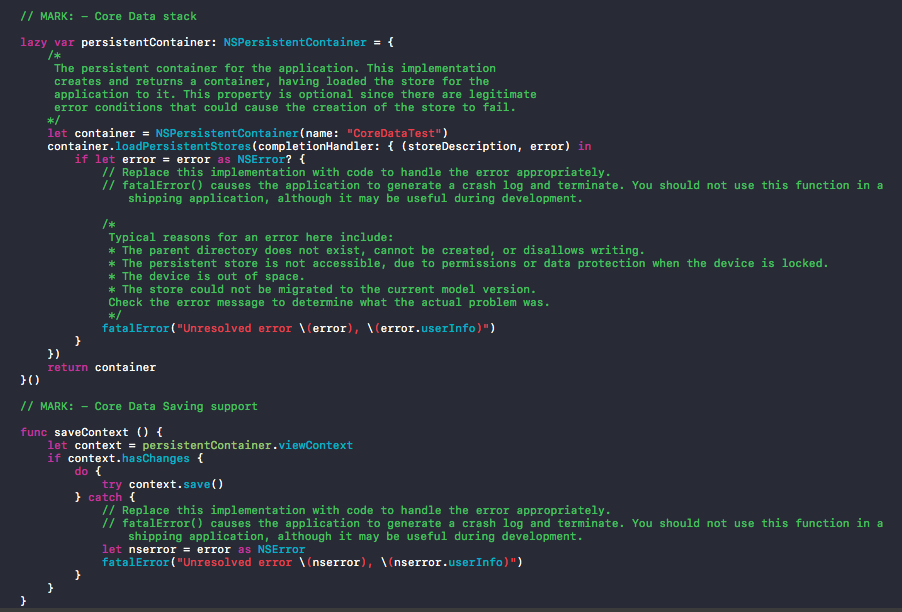 // MARK: - Core Data stack
lazy var persistentContainer: NSPersistentContainer = {
/*
The persistent container for the application. This implementation
creates and returns a container, having loaded the store for the
application to it. This property is optional since there are legitimate
error conditions that could cause the creation of the store to fail.
*/
let container = NSPersistentContainer(name: "CoreDataTest")
container.loadPersistentStores(completionHandler: { (storeDescription, error) in
if let error = error as NSError? {
// Replace this implementation with code to handle the error appropriately.
// fatalError() causes the application to generate a crash log and terminate. You should not use this function in a
shipping application, although it may be useful during development.
/*
Typical reasons for an error here include:
* The parent directory does not exist, cannot be created, or disallows writing.
* The persistent store is not accessible, due to permissions or data protection when the device is locked.
* The device is out of space.
* The store could not be migrated to the current model version.
Check the error message to determine what the actual problem was.
*/
fatalError("Unresolved error \(error), \(error.userInfo)")
}
})
return container
}()
// MARK: - Core Data Saving support
func saveContext () {
let context = persistentContainer.viewContext
if context.hasChanges {
do {
try context.save()
} catch {
// Replace this implementation with code to handle the error appropriately.
// fatalError() causes the application to generate a crash log and terminate. You should not use this function in a
shipping application, although it may be useful during development.
let nserror = error as NSError
fatalError("Unresolved error \(nserror), \(nserror.userInfo)")
}
}
}